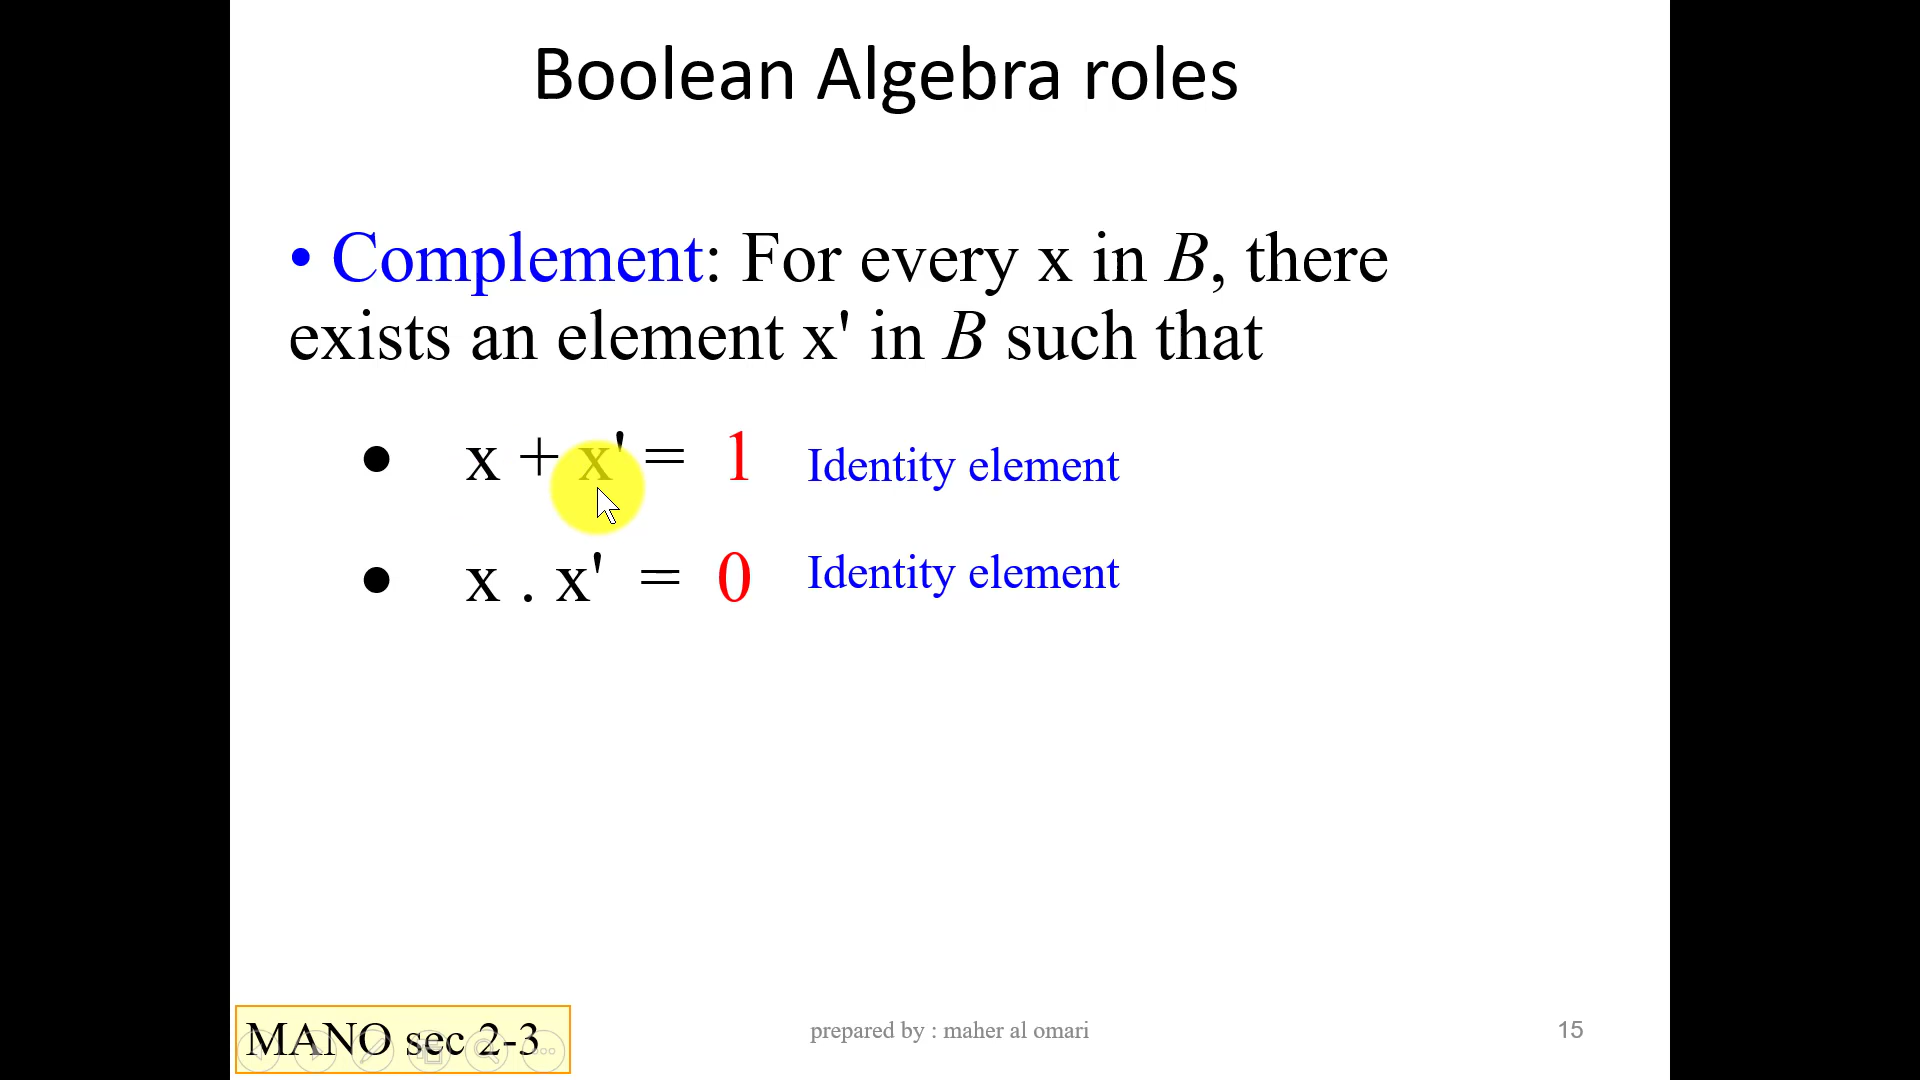 Boolean Algebra roles
• Complement: For every x in B, there
exists an element x' in B such that
● x + x' = 1 Identity element
● x . x' = 0 Identity element
MANO sec 2-3
prepared by : maher al omari
15